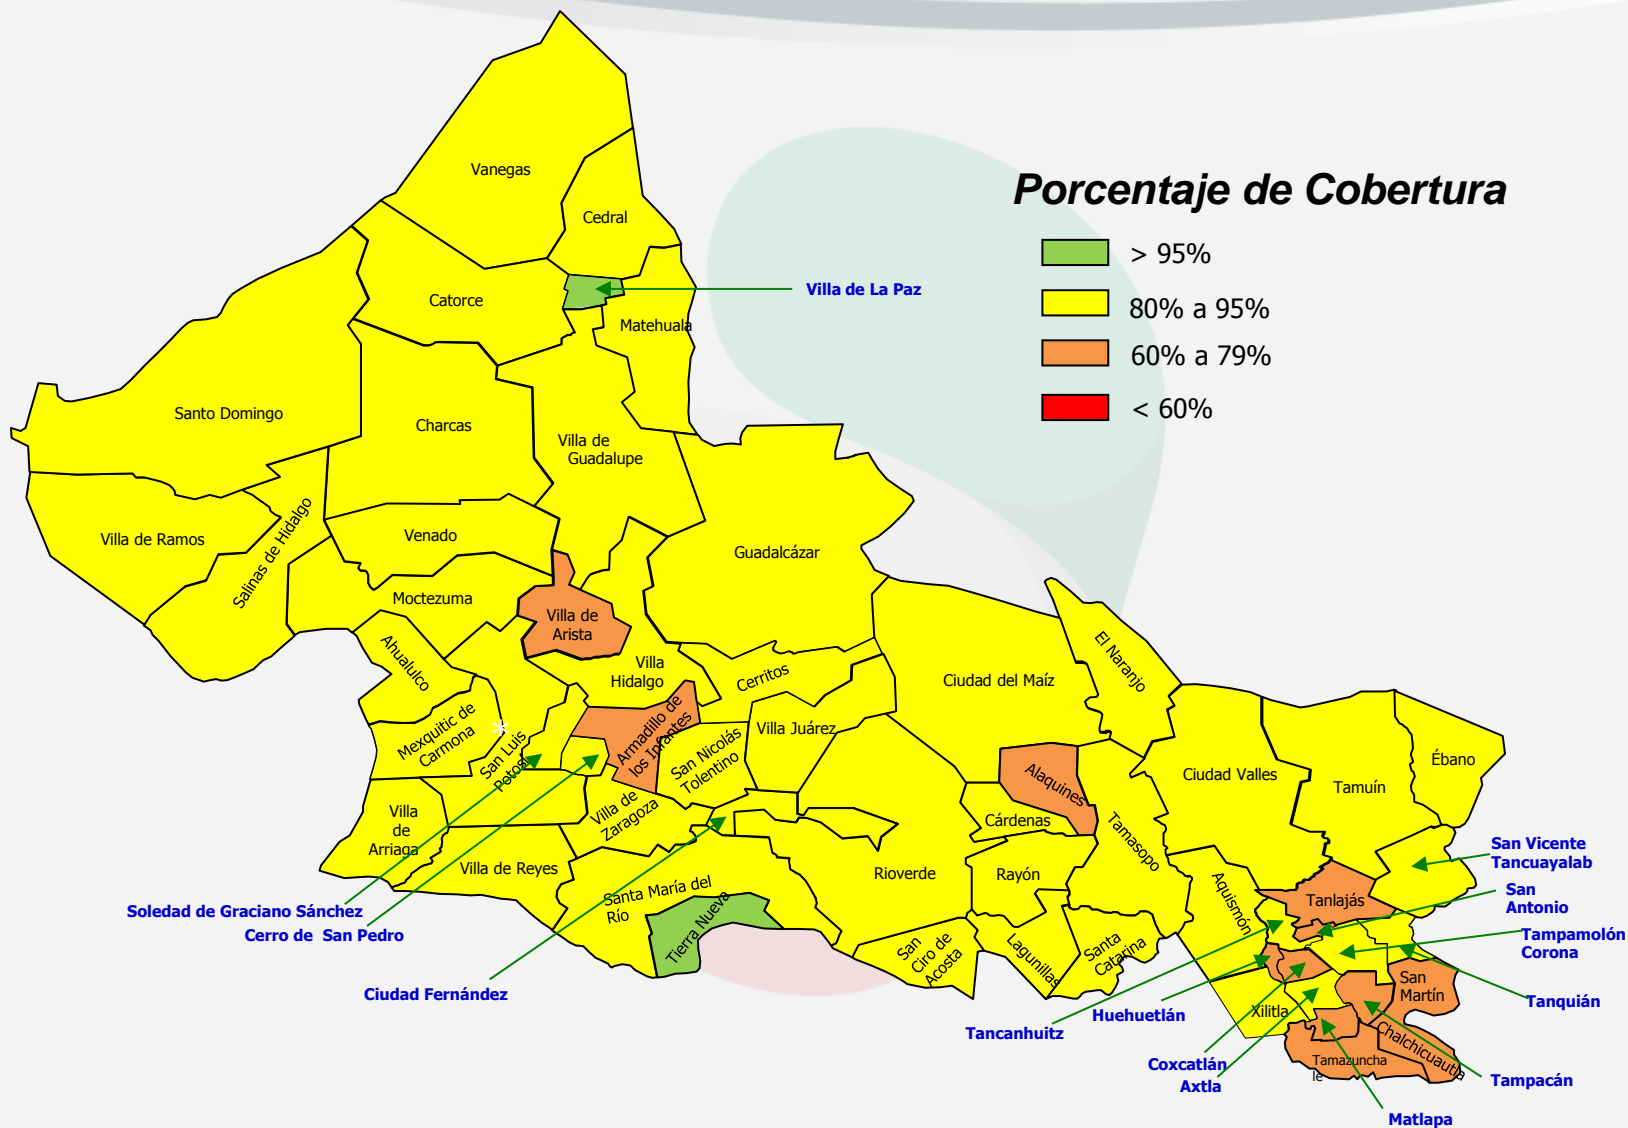 Porcentaje de Cobertura
> 95%
80% a 95%
60% a 79%
< 60%
Vanegas
Cedral
Catorce
Villa de La Paz
Matehuala
Santo Domingo
Charcas
Villa de
Guadalupe
Villa de Ramos
Salinas de Hidalgo
Venado
Guadalcázar
Moctezuma
Villa de
Arista
Ahualulco
Villa
Hidalgo
Cerritos
Ciudad del Maíz
El Naranjo
Mexquitic de
Carmona
*
San Luis
Potosí
Armadillo de
los Infantes
San Nicolás
Tolentino
Villa Juárez
Alaquines
Ciudad Valles
Tamuín
Ébano
Villa
de
Arriaga
Villa de
Zaragoza
Cárdenas
Tamasopo
Villa de Reyes
Rioverde
Rayón
Aquismón
San Vicente
Tancuayalab
Santa María del
Río
Tierra Nueva
Tanlajás
San
Antonio
Soledad de Graciano Sánchez
Cerro de San Pedro
San
Ciro de
Acosta
Lagunillas
Santa
Catarina
Tampamolón
Corona
Ciudad Fernández
San
Martín
Tanquián
Xilitla
Huehuetlán
Tancanhuitz
Chalchicuautla
Tamazuncha
le
Coxcatlán
Axtla
Tampacán
Matlapa